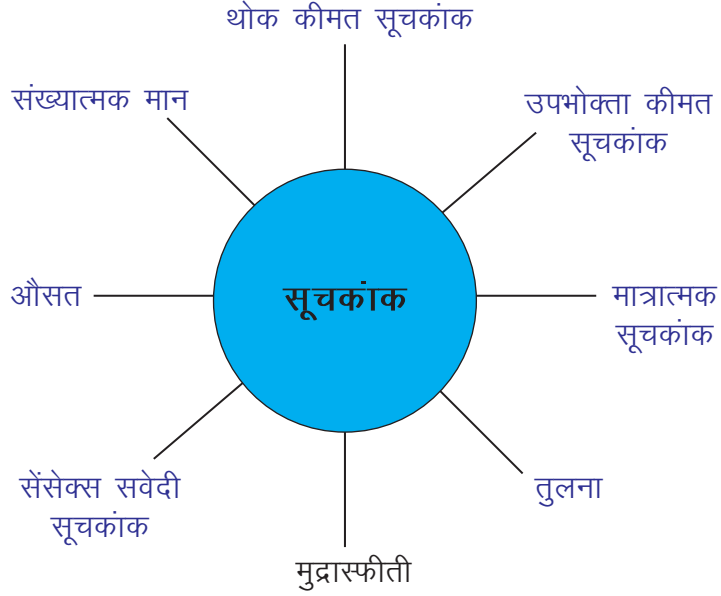 थोक कीमत सूचकांक
संख्यात्मक मान
उपभोक्ता कीमत
सूचकांक
औसत
सूचकांक
मात्रात्मक
सूचकांक
सेंसेक्स सवेदी
सूचकांक
तुलना
मुद्रास्फीती